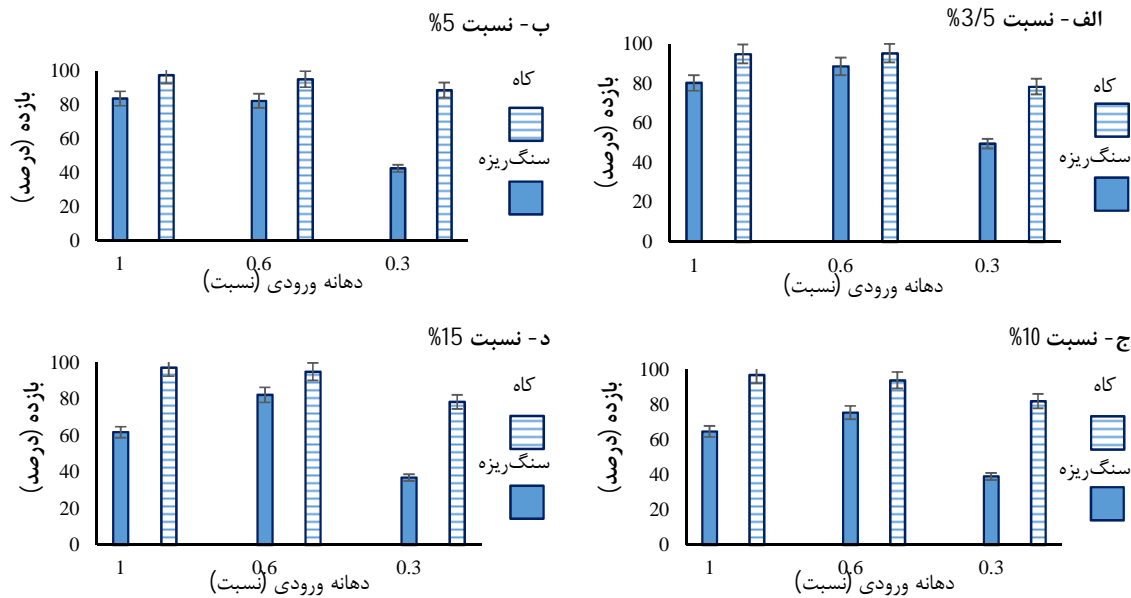 الف - نسبت 3/5%
بازده (درصد)
100
80
60
40
20
0
1
0.6
0.3
دهانه ورودی (نسبت)
کاه
سنگ‌ریزه
ب - نسبت 5%
بازده (درصد)
100
80
60
40
20
0
1
0.6
0.3
دهانه ورودی (نسبت)
کاه
سنگ‌ریزه
ج - نسبت 10%
بازده (درصد)
100
80
60
40
20
0
1
0.6
0.3
دهانه ورودی (نسبت)
کاه
سنگ‌ریزه
د - نسبت 15%
بازده (درصد)
100
80
60
40
20
0
1
0.6
0.3
دهانه ورودی (نسبت)
کاه
سنگ‌ریزه